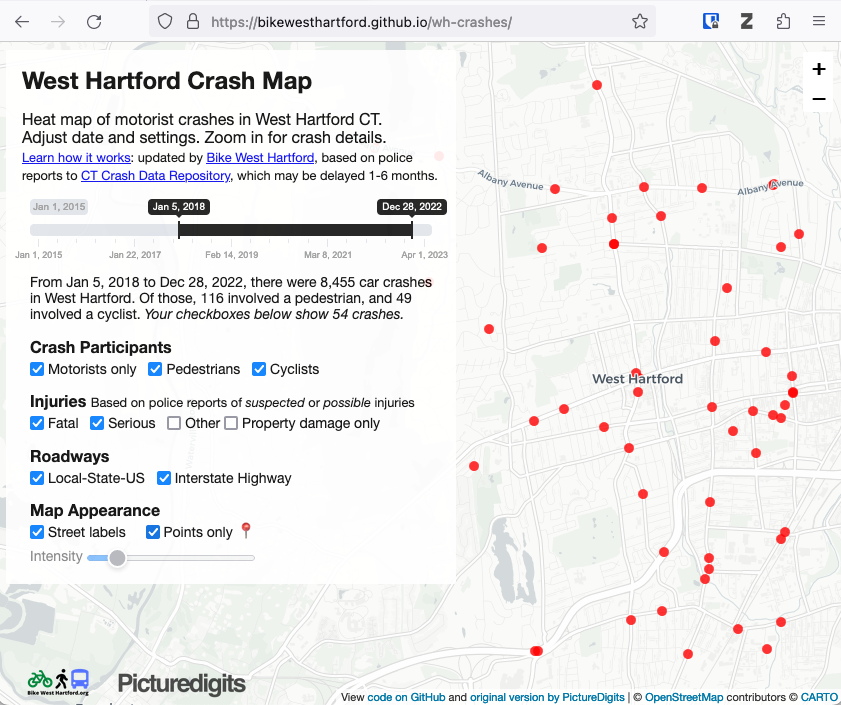 https://bikewesthartford.github.io/wh-crashes/
Z
West Hartford Crash Map
Heat map of motorist crashes in West Hartford CT.
Adjust date and settings. Zoom in for crash details.
Learn how it works: updated by Bike West Hartford, based on police
reports to CT Crash Data Repository, which may be delayed 1-6 months.
Jan 1, 2015
Jan 5, 2018
Dec 28, 2022
Jan 1, 2015
Jan 22, 2017
Feb 14, 2019
Mar 8, 2021
Apr 1, 2023
From Jan 5, 2018 to Dec 28, 2022, there were 8,455 car crashes
in West Hartford. Of those, 116 involved a pedestrian, and 49
involved a cyclist. Your checkboxes below show 54 crashes.
Crash Participants
Motorists only Pedestrians Cyclists
Injuries Based on police reports of suspected or possible injuries
Fatal Serious Other Property damage only
Roadways
Local-State-US Interstate Highway
Map Appearance
Street labels Points only
Intensity
+
−
Albany Avenue
Albany Avenue
West Hartford
Bike West Hartford.org
Picturedigits
View code on GitHub and original version by PictureDigits | © OpenStreetMap contributors © CARTO